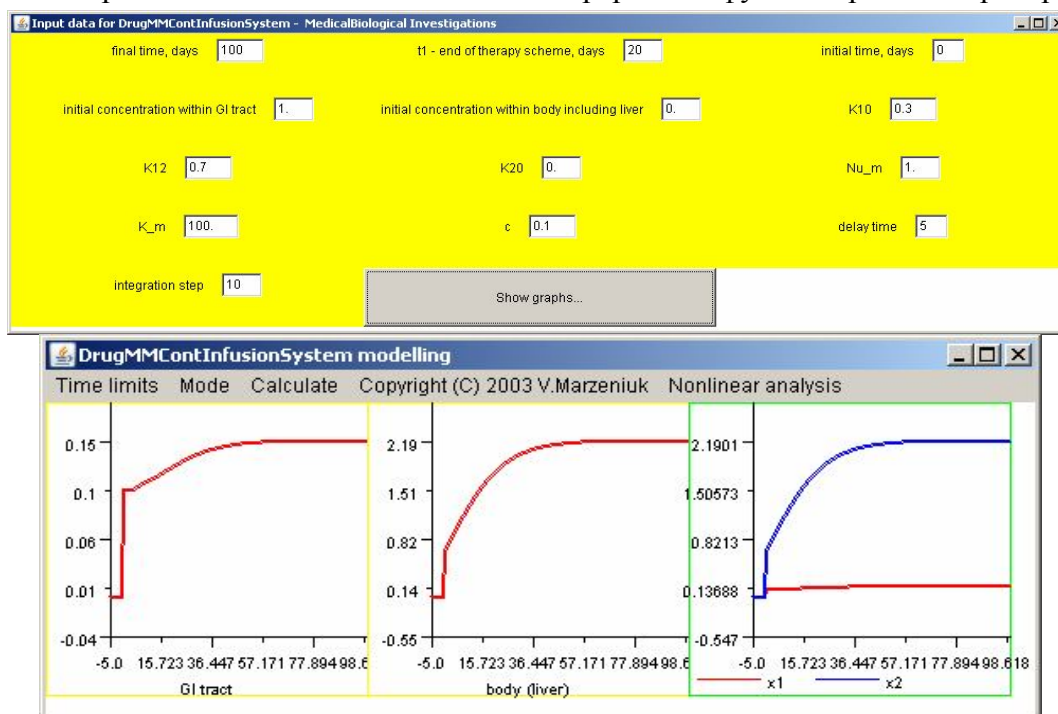 Input data for DrugMMContInfusionSystem - MedicalBiological Investigations
final time, days 100 t1 - end of therapy scheme, days 20 initial time, days 0
initial concentration within GI tract 1. initial concentration within body including liver 0. K10 0.3
K12 0.7 K20 0. Nu_m 1.
K_m 100. c 0.1 delay time 5
integration step 10 Show graphs...
DrugMMContInfusionSystem modelling
Time limits Mode Calculate Copyright (C) 2003 V.Marzeniuk Nonlinear analysis
0.15 2.19 2.1901
0.1 1.51 1.50573
0.06 0.82 0.8213
0.01 0.14 0.13688
-0.04 -0.55 -0.547
-5.0 15.723 36.447 57.171 77.894 98.6 -5.0 15.723 36.447 57.171 77.894 98.6 -5.0 15.723 36.447 57.171 77.894 98.618
GI tract body (liver) x1 x2